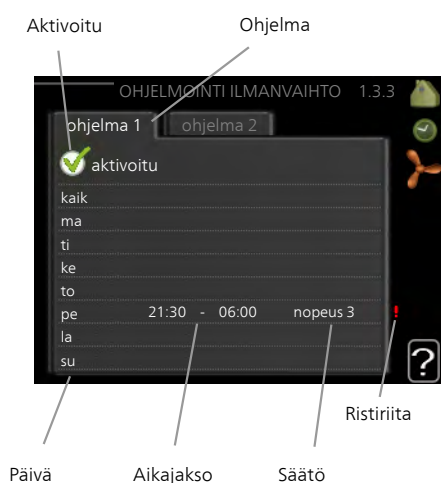 Aktivoitu Ohjelma
OHJELMOINTI ILMANVAIHTO 1.3.3
ohjelma 1 ohjelma 2
aktivoitu
kaik
ma
ti
ke
to
pe 21:30 - 06:00 nopeus 3 !
la
su
?
Ristiriita
Päivä Aikajakso Säätö